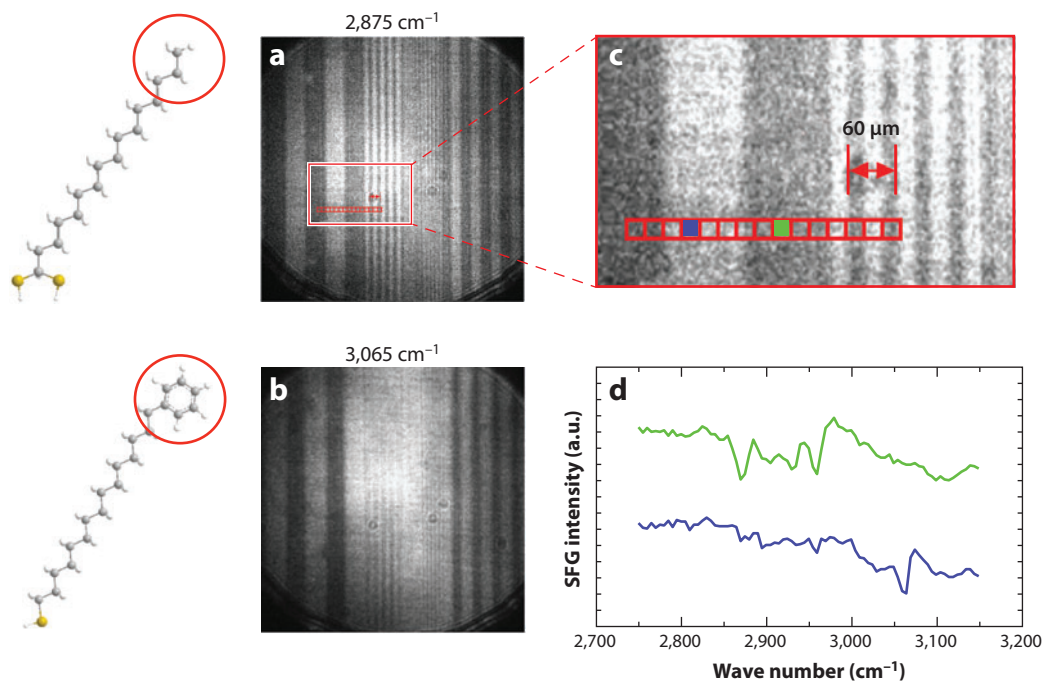 2,875 cm⁻¹
a
c
60 µm
3,065 cm⁻¹
b
d
SFG intensity (a.u.)
2,700 2,800 2,900 3,000 3,100 3,200
Wave number (cm⁻¹)